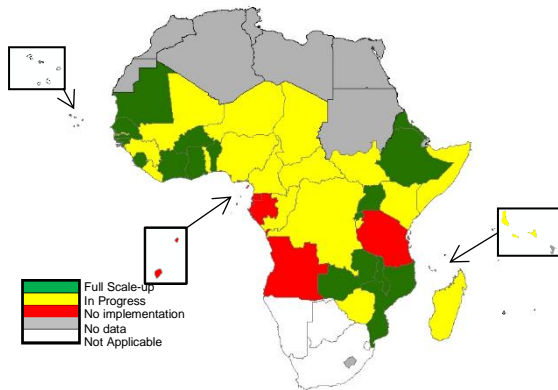 Full Scale-up
In Progress
No implementation
No data
Not Applicable